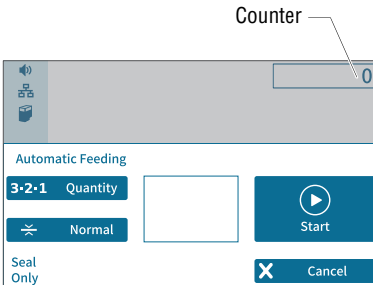 Counter
0
Automatic Feeding
3-2-1 Quantity
Normal
Start
Seal
Only
X Cancel